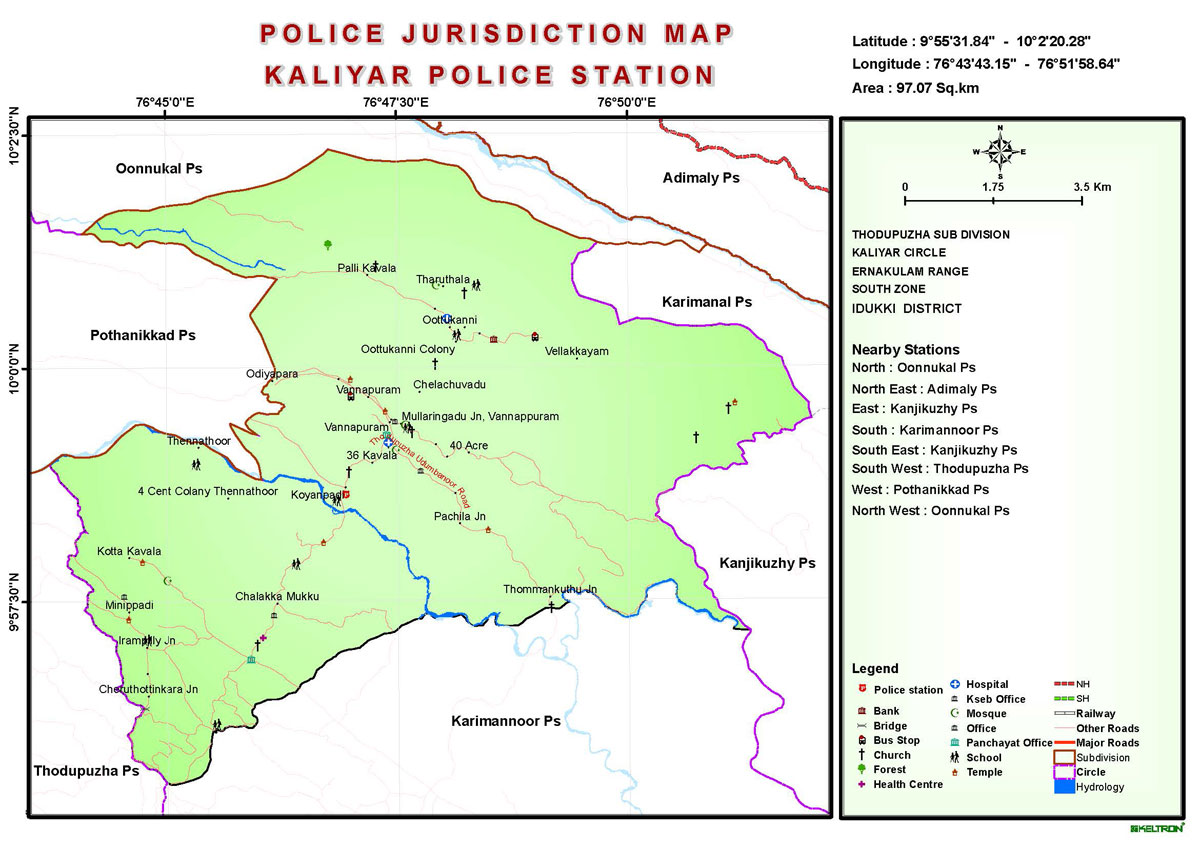 POLICE JURISDICTION MAP
KALIYAR POLICE STATION
Latitude : 9°55'31.84" - 10°2'20.28"
Longitude : 76°43'43.15" - 76°51'58.64"
Area : 97.07 Sq.km
76°45'0"E
76°47'30"E
76°50'0"E
10°2'30"N
10°0'0"N
9°57'30"N
Oonnukal Ps
Adimaly Ps
Karimanal Ps
Pothanikkad Ps
Kanjikuzhy Ps
Karimannoor Ps
Thodupuzha Ps
Palli Kavala
Tharuthala
Oottukanni
Oottukanni Colony
Vellakkayam
Odiyapara
Vannapuram
Chelachuvadu
Mullaringadu Jn, Vannappuram
Vannapuram
Thodupuzha Udumbanoor Road
40 Acre
36 Kavala
Thennathoor
4 Cent Colany Thennathoor
Koyanpadi
Pachila Jn
Kotta Kavala
Chalakka Mukku
Thommankuthu Jn
Minippadi
Irampilly Jn
Cheruthottinkara Jn
N
W
E
S
0
1.75
3.5 Km
THODUPUZHA SUB DIVISION
KALIYAR CIRCLE
ERNAKULAM RANGE
SOUTH ZONE
IDUKKI DISTRICT
Nearby Stations
North : Oonnukal Ps
North East : Adimaly Ps
East : Kanjikuzhy Ps
South : Karimannoor Ps
South East : Kanjikuzhy Ps
South West : Thodupuzha Ps
West : Pothanikkad Ps
North West : Oonnukal Ps
Legend
Police station
Bank
Bridge
Bus Stop
Church
Forest
Health Centre
Hospital
Kseb Office
Mosque
Office
Panchayat Office
School
Temple
NH
SH
Railway
Other Roads
Major Roads
Subdivision
Circle
Hydrology
KELTRON